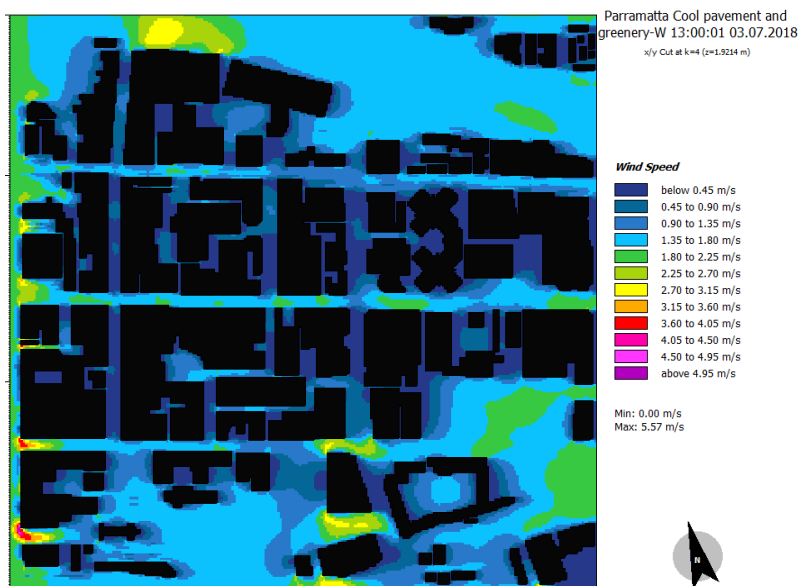 Parramatta Cool pavement and
greenery-W 13:00:01 03.07.2018
x/y Cut at k=4 (z=1.9214 m)
Wind Speed
below 0.45 m/s
0.45 to 0.90 m/s
0.90 to 1.35 m/s
1.35 to 1.80 m/s
1.80 to 2.25 m/s
2.25 to 2.70 m/s
2.70 to 3.15 m/s
3.15 to 3.60 m/s
3.60 to 4.05 m/s
4.05 to 4.50 m/s
4.50 to 4.95 m/s
above 4.95 m/s
Min: 0.00 m/s
Max: 5.57 m/s
N